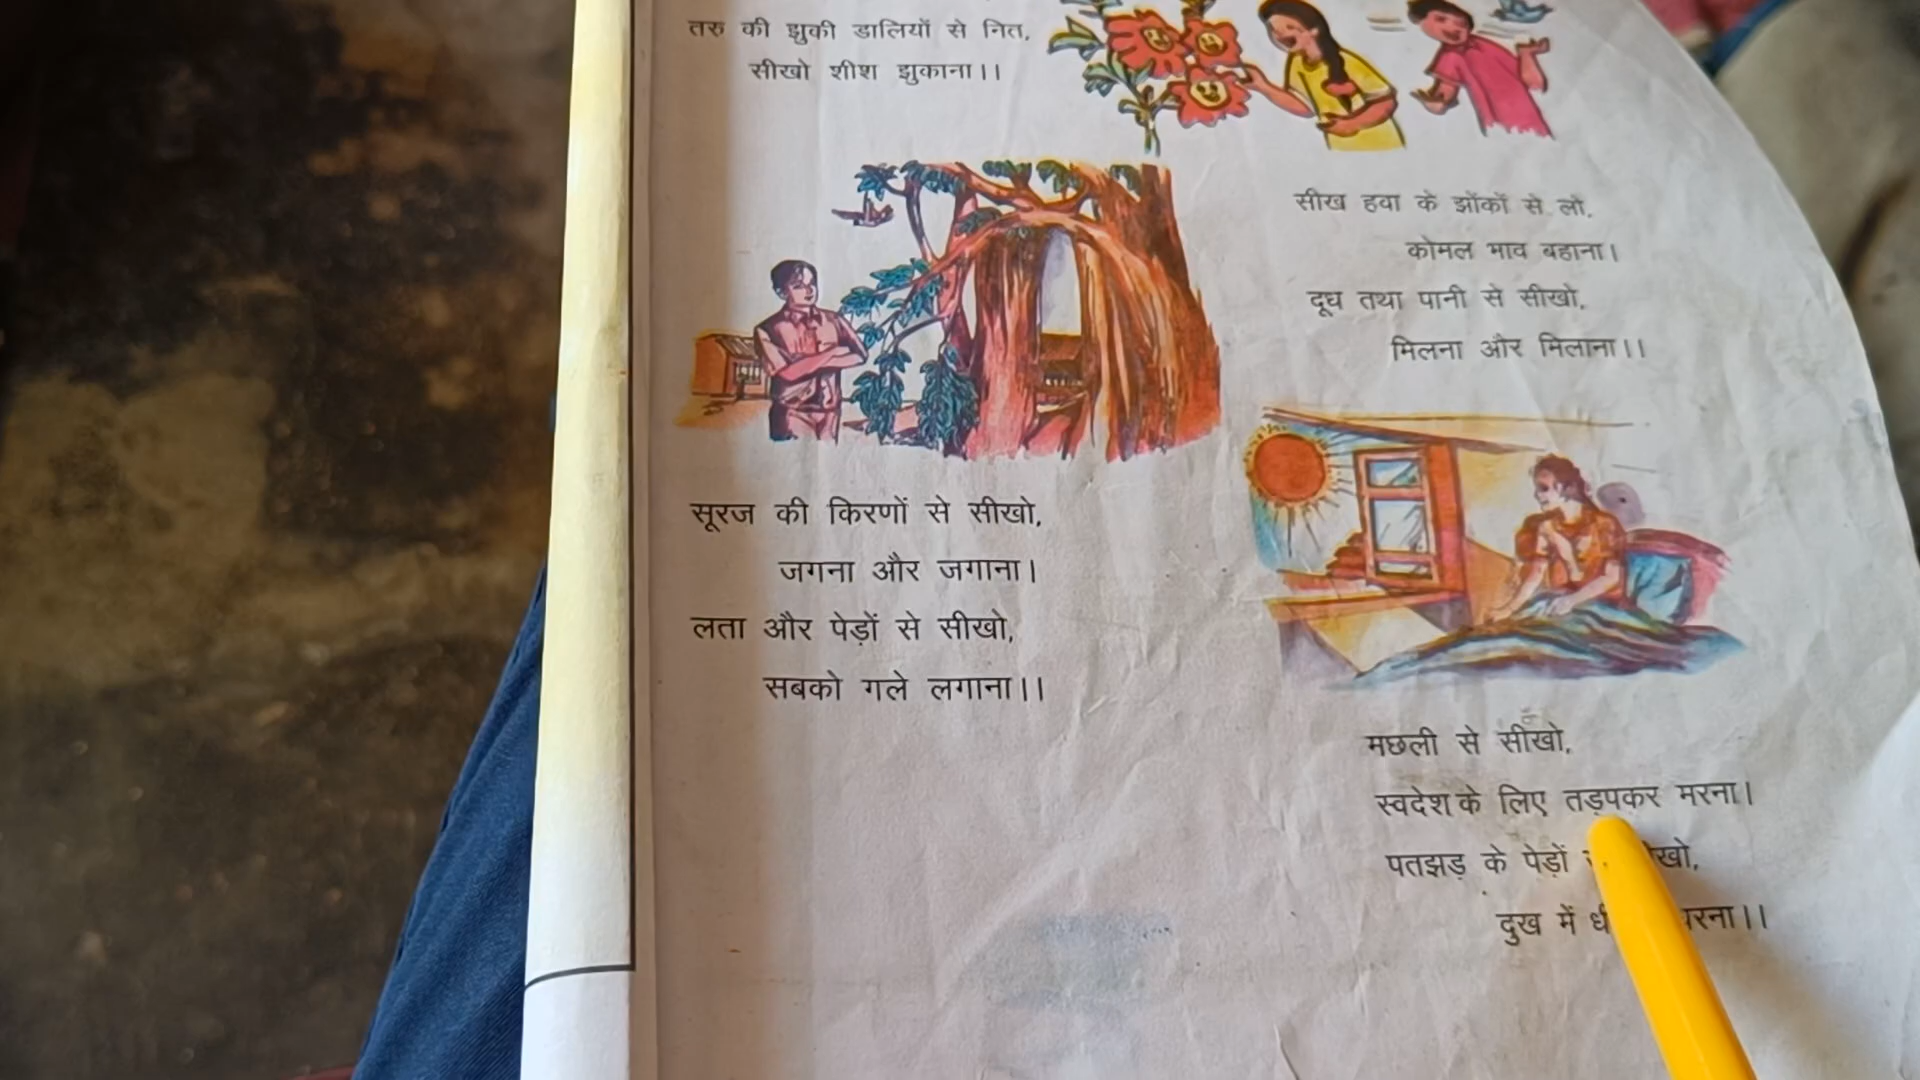 तरु की झुकी डालियों से नित,
सीखो शीश झुकाना।।
सीख हवा के झोंकों से लो,
कोमल भाव बहाना।
दूध तथा पानी से सीखो,
मिलना और मिलाना।।
सूरज की किरणों से सीखो,
जगना और जगाना।
लता और पेड़ों से सीखो,
सबको गले लगाना।।
मछली से सीखो,
स्वदेश के लिए तड़पकर मरना।
पतझड़ के पेड़ों
दुख में